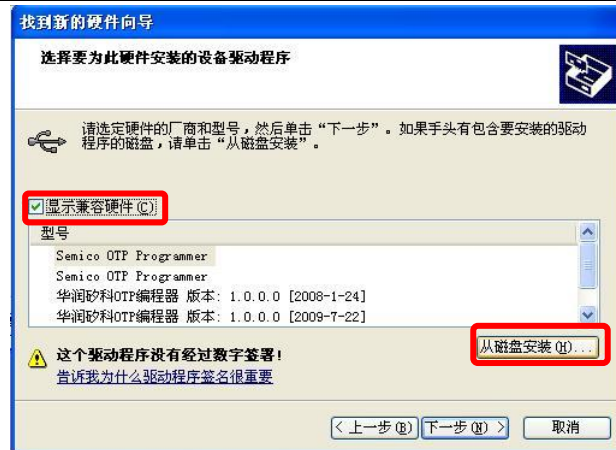 找到新的硬件向导
选择要为此硬件安装的设备驱动程序
请选定硬件的厂商和型号，然后单击“下一步”。如果手头有包含要安装的驱动
程序的磁盘，请单击“从磁盘安装”。
显示兼容硬件(C)
型号
Semico OTP Programmer
Semico OTP Programmer
华润矽科OTP编程器 版本: 1.0.0.0 [2008-1-24]
华润矽科OTP编程器 版本: 1.0.0.0 [2009-7-22]
这个驱动程序没有经过数字签署！
告诉我为什么驱动程序签名很重要
从磁盘安装(H)...
< 上一步(B) 下一步(N) > 取消